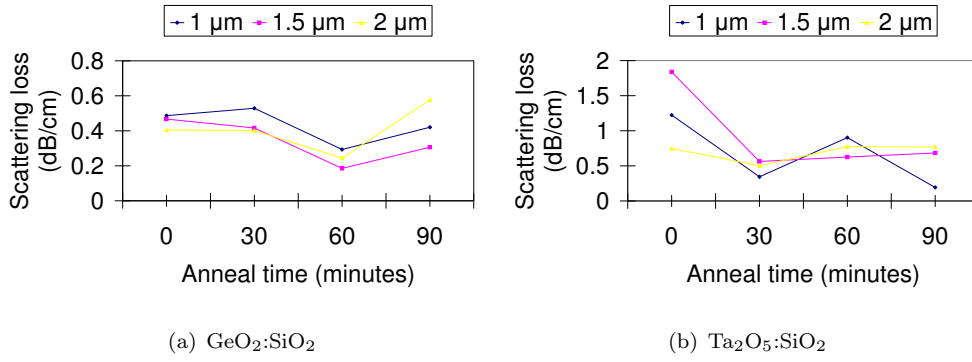 1 µm 1.5 µm 2 µm
Scattering loss
(dB/cm)
0.8
0.6
0.4
0.2
0
0 30 60 90
Anneal time (minutes)
(a) GeO₂:SiO₂
1 µm 1.5 µm 2 µm
Scattering loss
(dB/cm)
2
1.5
1
0.5
0
0 30 60 90
Anneal time (minutes)
(b) Ta₂O₅:SiO₂